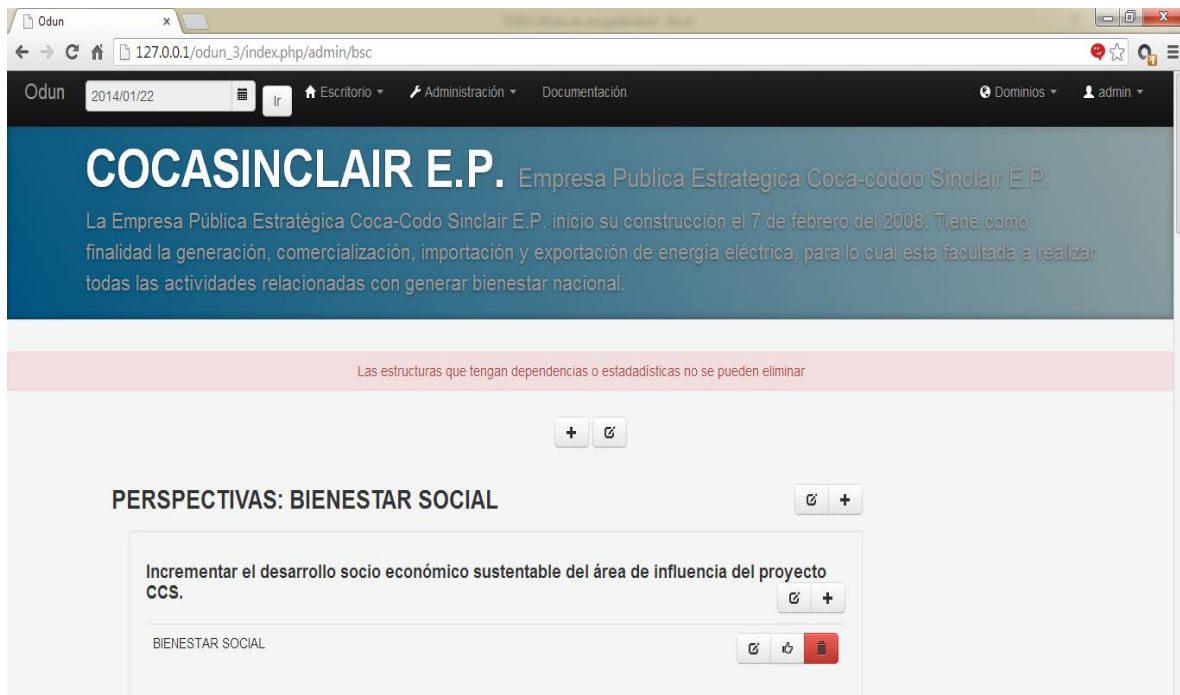 Odun
127.0.0.1/odun_3/index.php/admin/bsc
Odun 2014/01/22 Ir Escritorio Administración Documentación Dominios admin
COCASINCLAIR E.P. Empresa Publica Estrategica Coca-codoo Sinclair E.P.
La Empresa Pública Estratégica Coca-Codo Sinclair E.P. inicio su construcción el 7 de febrero del 2008. Tiene como
finalidad la generación, comercialización, importación y exportación de energía eléctrica, para lo cual esta facultada a realizar
todas las actividades relacionadas con generar bienestar nacional.
Las estructuras que tengan dependencias o estadadísticas no se pueden eliminar
PERSPECTIVAS: BIENESTAR SOCIAL
Incrementar el desarrollo socio económico sustentable del área de influencia del proyecto
CCS.
BIENESTAR SOCIAL